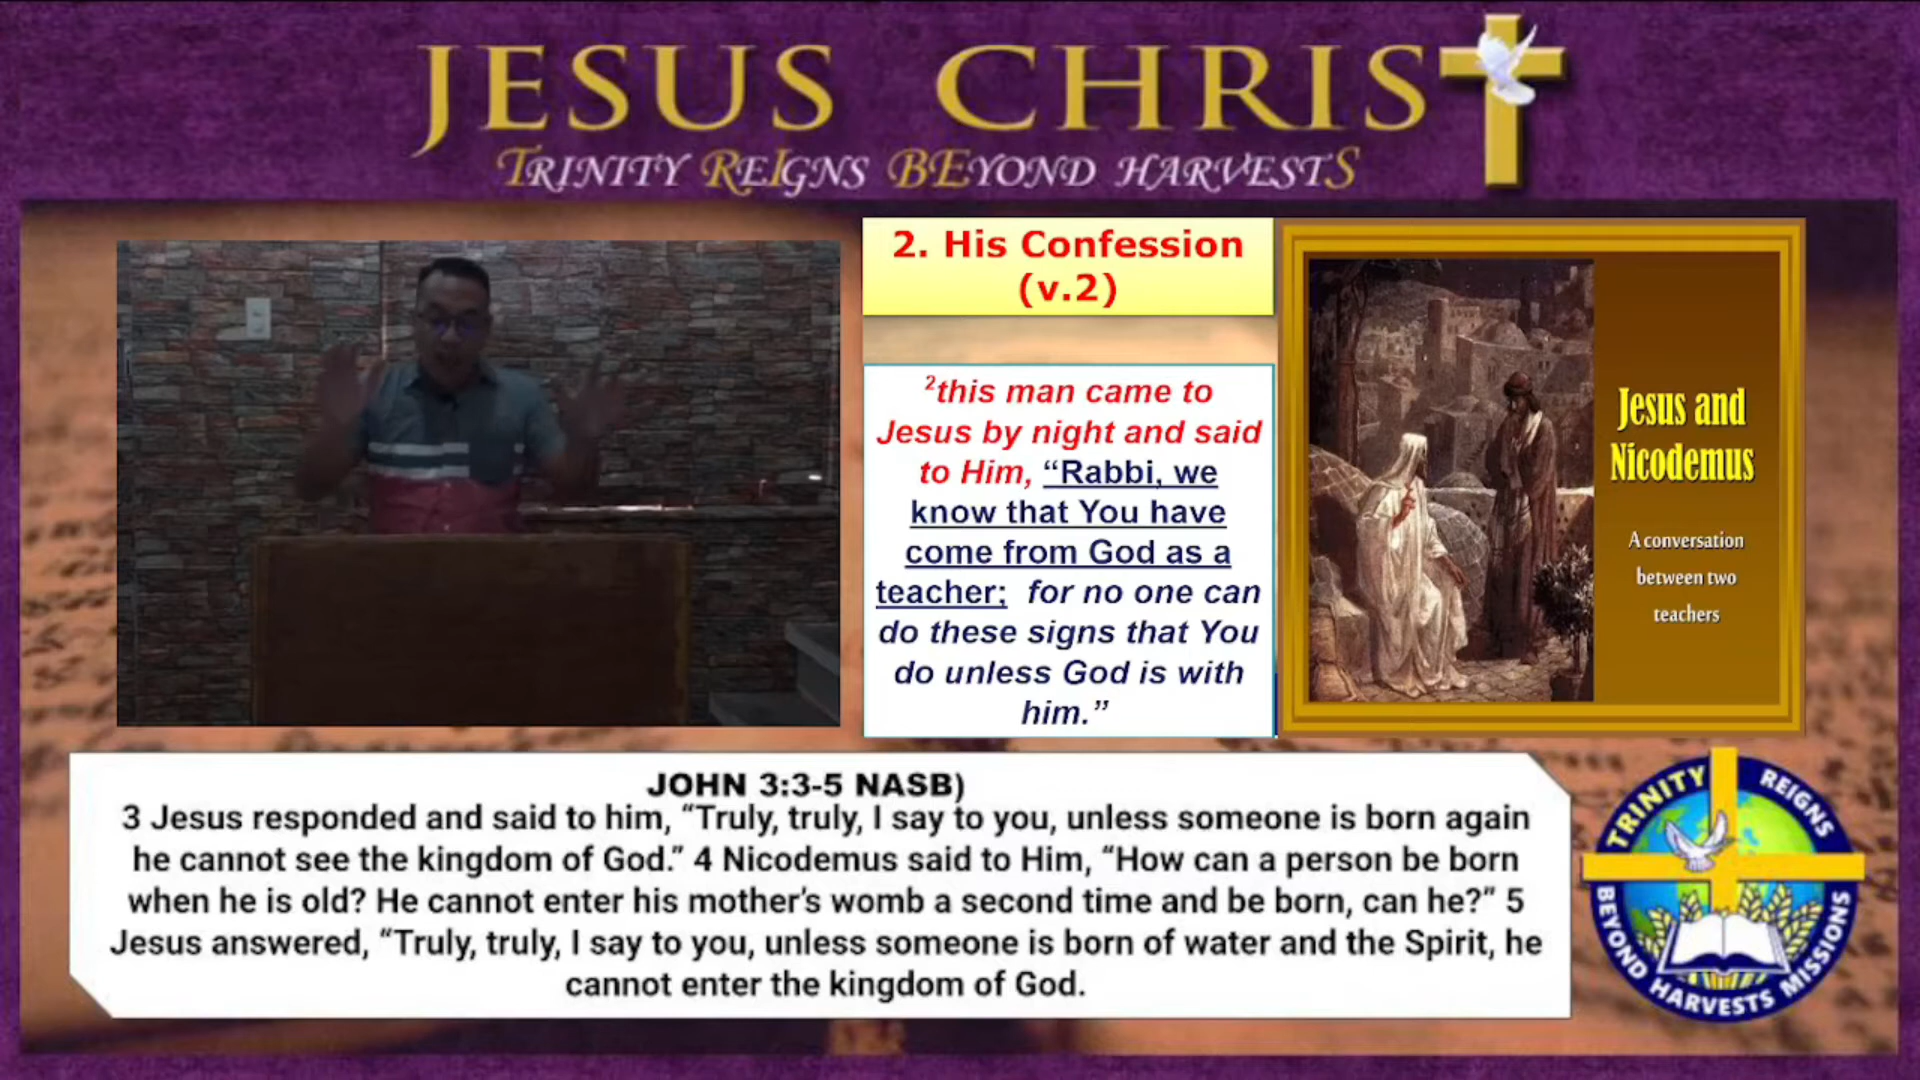 JESUS CHRIST
TRINITY REIGNS BEYOND HARVESTS
2. His Confession
(v.2)
²this man came to
Jesus by night and said
to Him, “Rabbi, we
know that You have
come from God as a
teacher; for no one can
do these signs that You
do unless God is with
him.”
Jesus and
Nicodemus
A conversation
between two
teachers
JOHN 3:3-5 NASB)
3 Jesus responded and said to him, “Truly, truly, I say to you, unless someone is born again
he cannot see the kingdom of God.” 4 Nicodemus said to Him, “How can a person be born
when he is old? He cannot enter his mother’s womb a second time and be born, can he?” 5
Jesus answered, “Truly, truly, I say to you, unless someone is born of water and the Spirit, he
cannot enter the kingdom of God.
TRINITY REIGNS
BEYOND HARVESTS MISSIONS